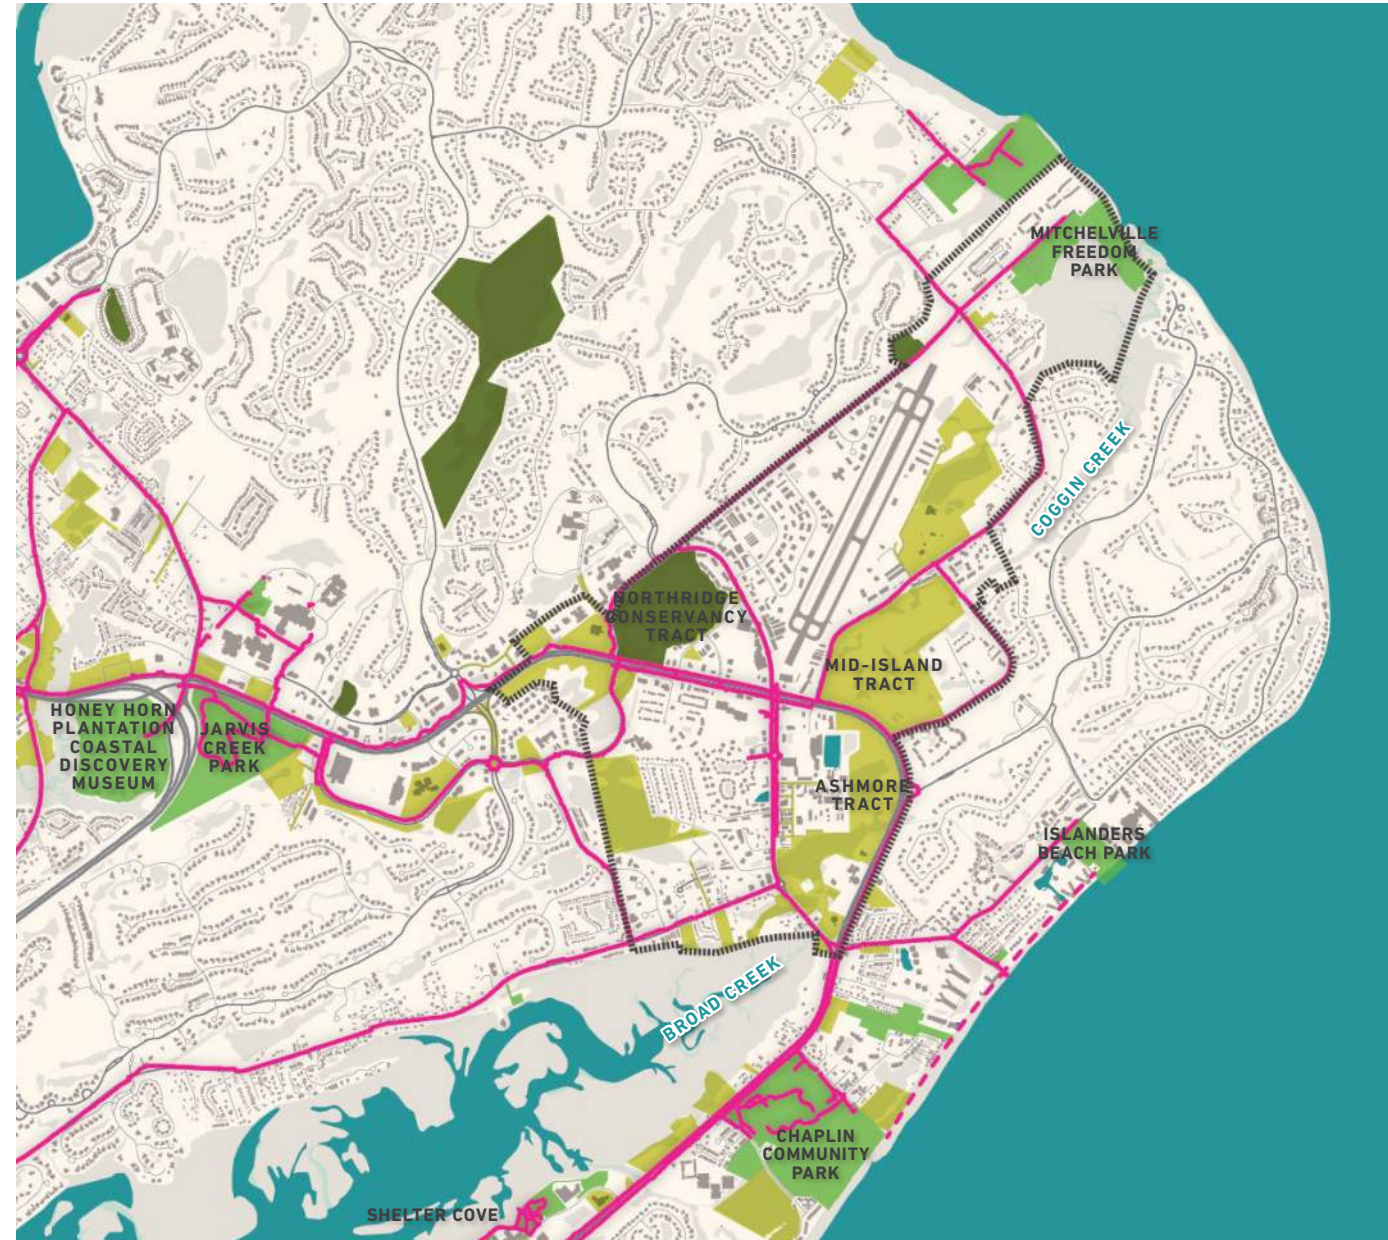 MITCHELVILLE
FREEDOM
PARK
COGGIN CREEK
NORTHRIDGE
CONSERVANCY
TRACT
MID-ISLAND
TRACT
HONEY HORN
PLANTATION
COASTAL
DISCOVERY
MUSEUM
JARVIS
CREEK
PARK
ASHMORE
TRACT
ISLANDERS
BEACH PARK
BROAD CREEK
CHAPLIN
COMMUNITY
PARK
SHELTER COVE